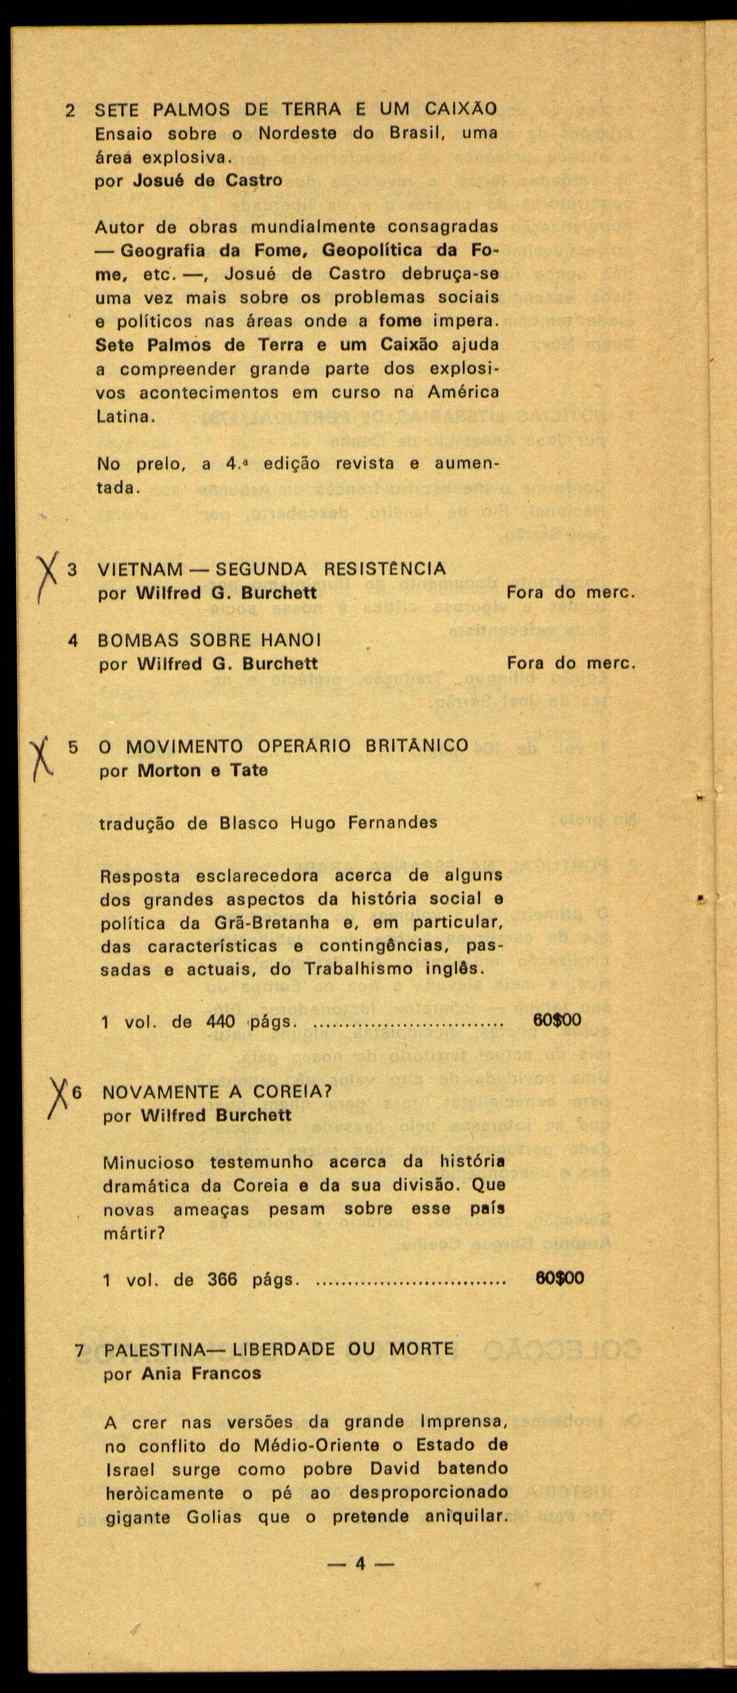 2 SETE PALMOS DE TERRA E UM CAIXÃO
Ensaio sobre o Nordeste do Brasil, uma
área explosiva.
por Josué de Castro
Autor de obras mundialmente consagradas
— Geografia da Fome, Geopolítica da Fo-
me, etc. —, Josué de Castro debruça-se
uma vez mais sobre os problemas sociais
e políticos nas áreas onde a fome impera.
Sete Palmos de Terra e um Caixão ajuda
a compreender grande parte dos explosi-
vos acontecimentos em curso na América
Latina.
No prelo, a 4.ª edição revista e aumen-
tada.
X 3 VIETNAM — SEGUNDA RESISTÊNCIA
por Wilfred G. Burchett Fora do merc.
4 BOMBAS SOBRE HANOI
por Wilfred G. Burchett Fora do merc.
X 5 O MOVIMENTO OPERÁRIO BRITÂNICO
por Morton e Tate
tradução de Blasco Hugo Fernandes
Resposta esclarecedora acerca de alguns
dos grandes aspectos da história social e
política da Grã-Bretanha e, em particular,
das características e contingências, pas-
sadas e actuais, do Trabalhismo inglês.
1 vol. de 440 págs. .............................. 60$00
X 6 NOVAMENTE A COREIA?
por Wilfred Burchett
Minucioso testemunho acerca da história
dramática da Coreia e da sua divisão. Que
novas ameaças pesam sobre esse país
mártir?
1 vol. de 366 págs. .............................. 60$00
7 PALESTINA— LIBERDADE OU MORTE
por Ania Francos
A crer nas versões da grande Imprensa,
no conflito do Médio-Oriente o Estado de
Israel surge como pobre David batendo
heròicamente o pé ao desproporcionado
gigante Golias que o pretende aniquilar.
— 4 —